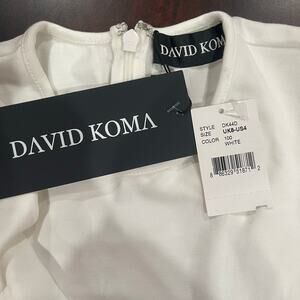 DAVID KOMA
DAVID KOMA
STYLE DK44D
SIZE UK8-US4
COLOR 100
WHITE